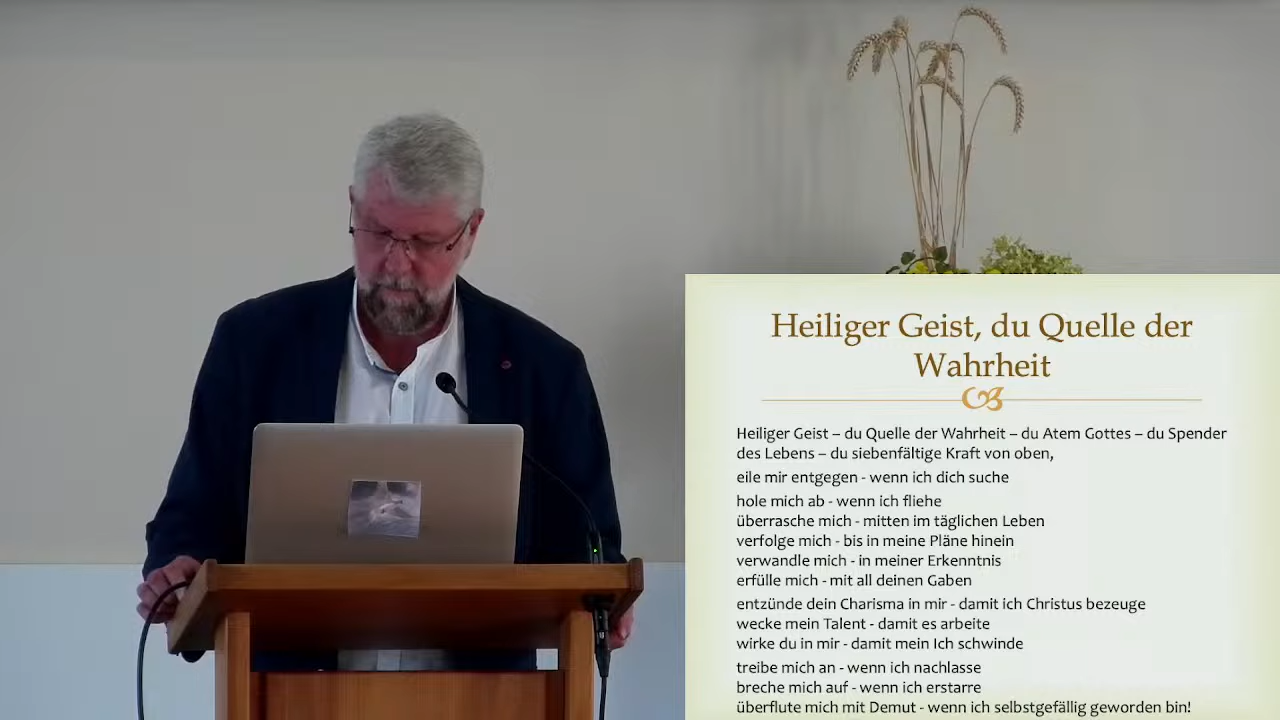 Heiliger Geist, du Quelle der
Wahrheit
Heiliger Geist – du Quelle der Wahrheit – du Atem Gottes – du Spender
des Lebens – du siebenfältige Kraft von oben,
eile mir entgegen - wenn ich dich suche
hole mich ab - wenn ich fliehe
überrasche mich - mitten im täglichen Leben
verfolge mich - bis in meine Pläne hinein
verwandle mich - in meiner Erkenntnis
erfülle mich - mit all deinen Gaben
entzünde dein Charisma in mir - damit ich Christus bezeuge
wecke mein Talent - damit es arbeite
wirke du in mir - damit mein Ich schwinde
treibe mich an - wenn ich nachlasse
breche mich auf - wenn ich erstarre
überflute mich mit Demut - wenn ich selbstgefällig geworden bin!